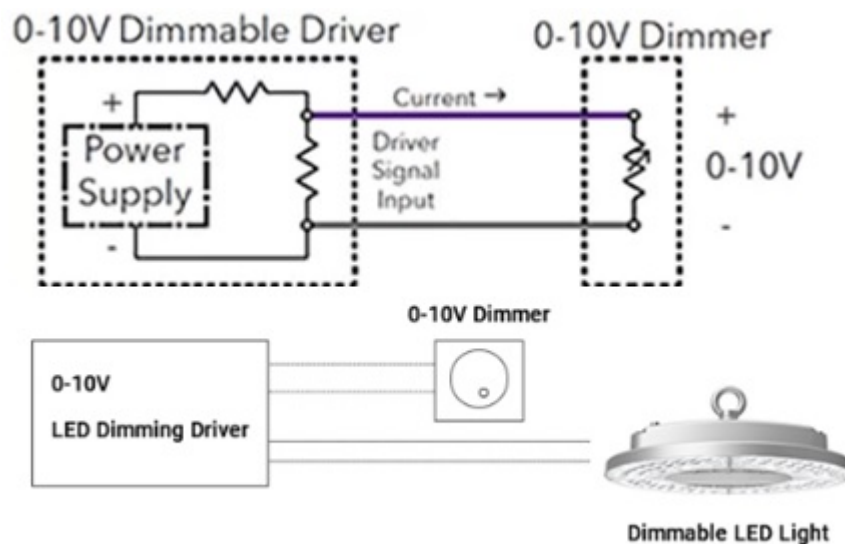 0-10V Dimmable Driver
0-10V Dimmer
+
Power
Supply
-
Current →
Driver
Signal
Input
+
0-10V
-
0-10V Dimmer
0-10V
LED Dimming Driver
Dimmable LED Light